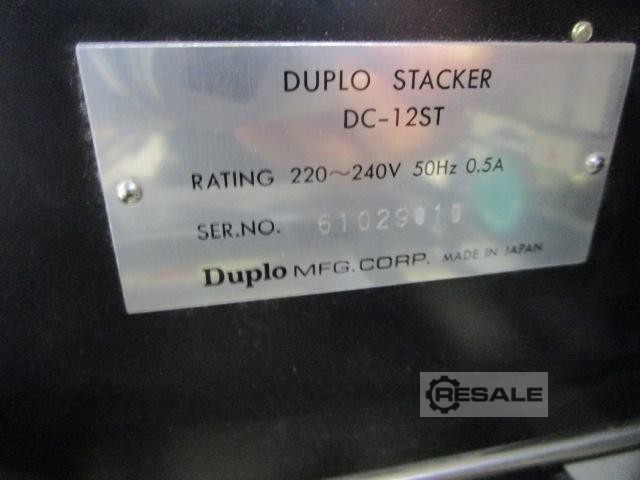 DUPLO STACKER
DC-12ST
RATING 220~240V 50Hz 0.5A
SER.NO. 61029010
Duplo MFG. CORP. MADE IN JAPAN
RESALE